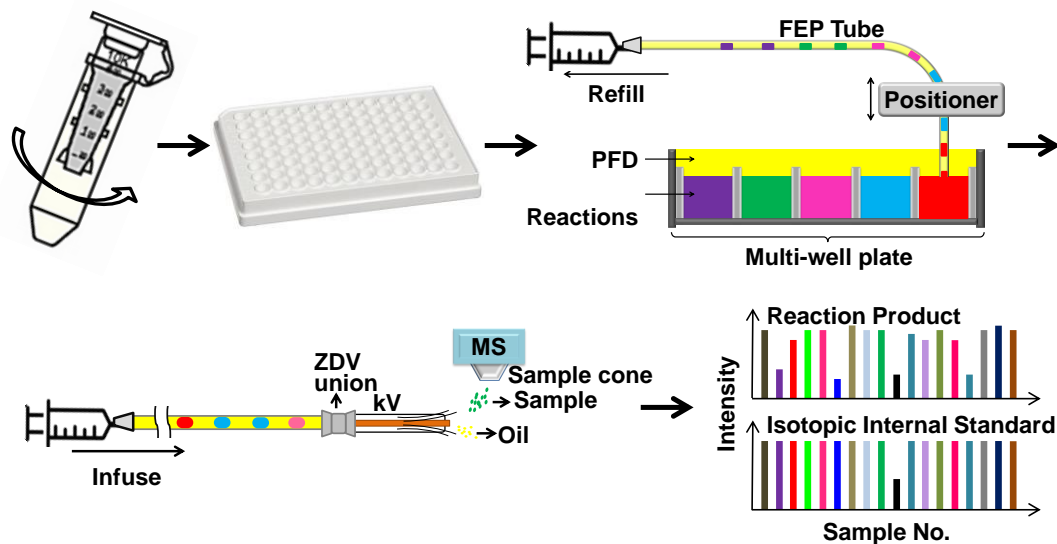 10K
FEP Tube
Refill
Positioner
PFD
Reactions
Multi-well plate
MS
ZDV
union
kV
Sample cone
Sample
Oil
Infuse
Reaction Product
Intensity
Isotopic Internal Standard
Sample No.